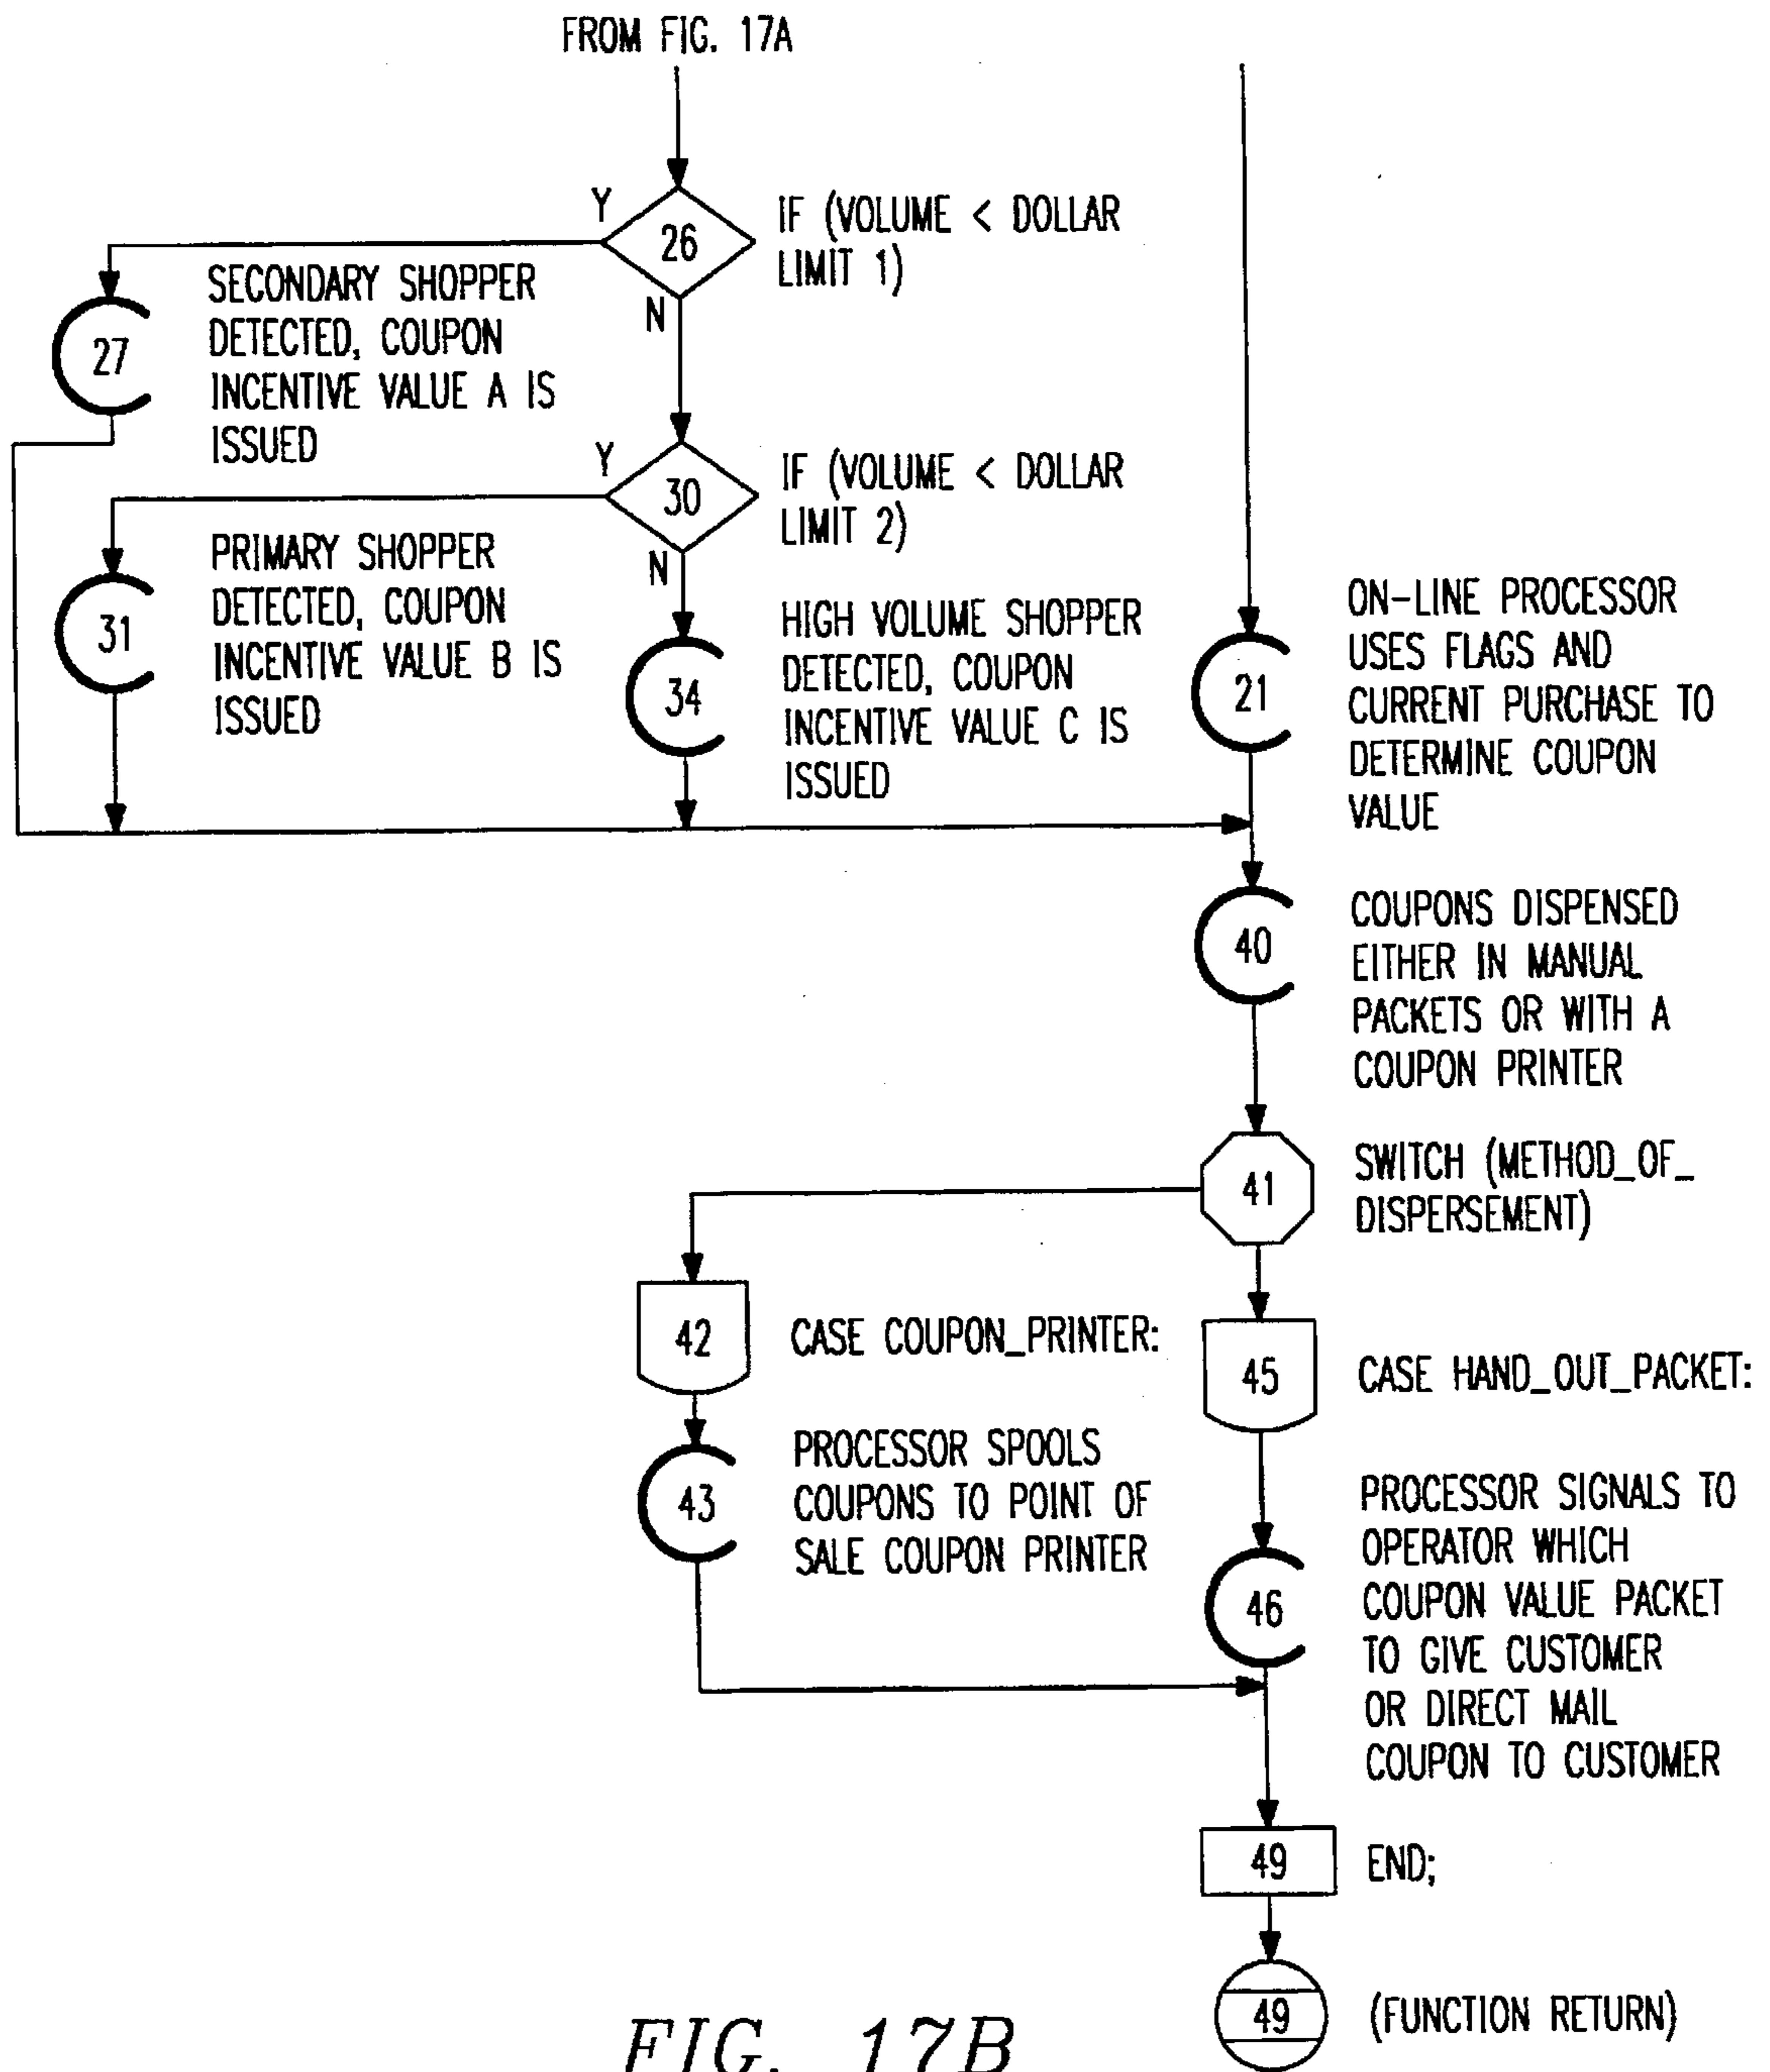 FROM FIG. 17A
Y
26
IF (VOLUME < DOLLAR
LIMIT 1)
N
27
SECONDARY SHOPPER
DETECTED, COUPON
INCENTIVE VALUE A IS
ISSUED
Y
30
IF (VOLUME < DOLLAR
LIMIT 2)
N
31
PRIMARY SHOPPER
DETECTED, COUPON
INCENTIVE VALUE B IS
ISSUED
34
HIGH VOLUME SHOPPER
DETECTED, COUPON
INCENTIVE VALUE C IS
ISSUED
21
ON-LINE PROCESSOR
USES FLAGS AND
CURRENT PURCHASE TO
DETERMINE COUPON
VALUE
40
COUPONS DISPENSED
EITHER IN MANUAL
PACKETS OR WITH A
COUPON PRINTER
41
SWITCH (METHOD_OF_
DISPERSEMENT)
42
CASE COUPON_PRINTER:
45
CASE HAND_OUT_PACKET:
43
PROCESSOR SPOOLS
COUPONS TO POINT OF
SALE COUPON PRINTER
46
PROCESSOR SIGNALS TO
OPERATOR WHICH
COUPON VALUE PACKET
TO GIVE CUSTOMER
OR DIRECT MAIL
COUPON TO CUSTOMER
49
END;
49
(FUNCTION RETURN)
FIG. 17B